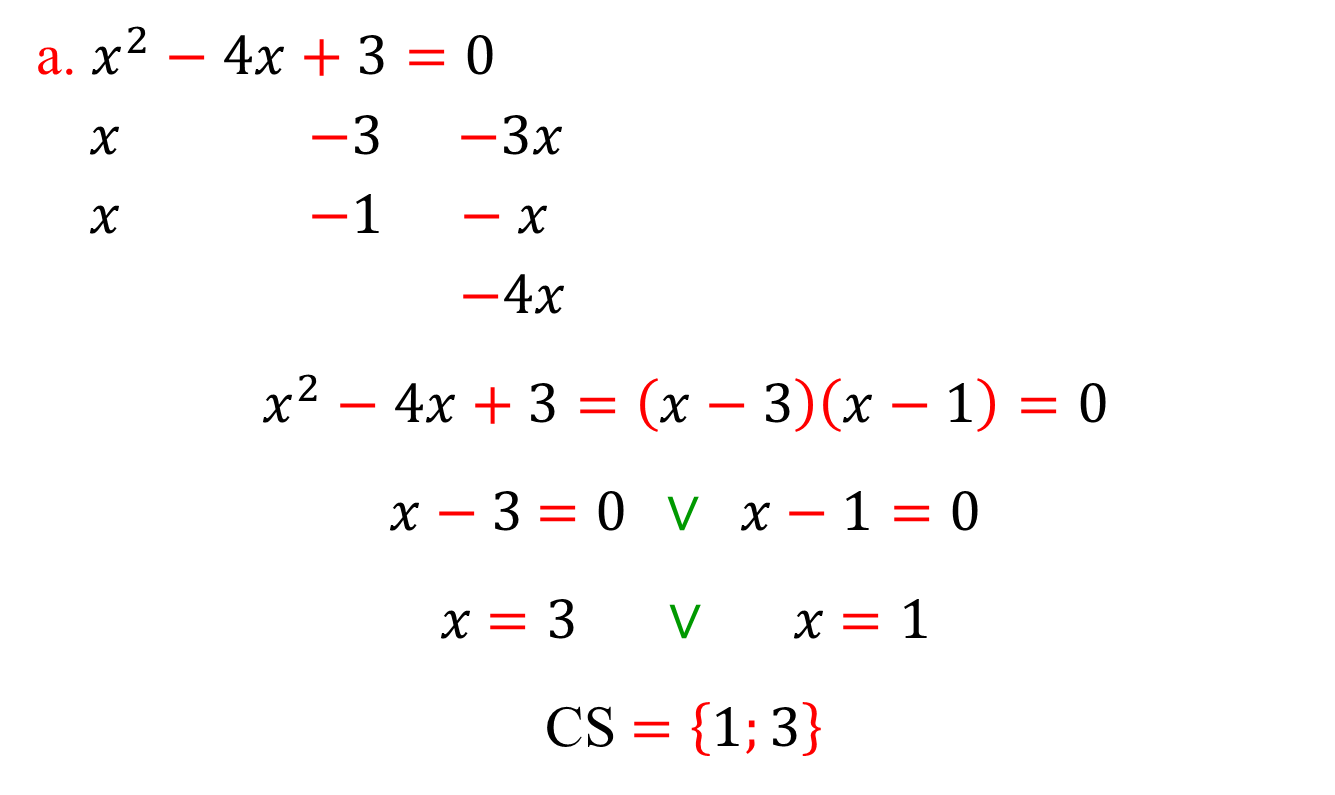 a. x² − 4x + 3 = 0
x −3 −3x
x −1 − x
−4x
x² − 4x + 3 = (x − 3)(x − 1) = 0
x − 3 = 0 ∨ x − 1 = 0
x = 3 ∨ x = 1
CS = {1; 3}